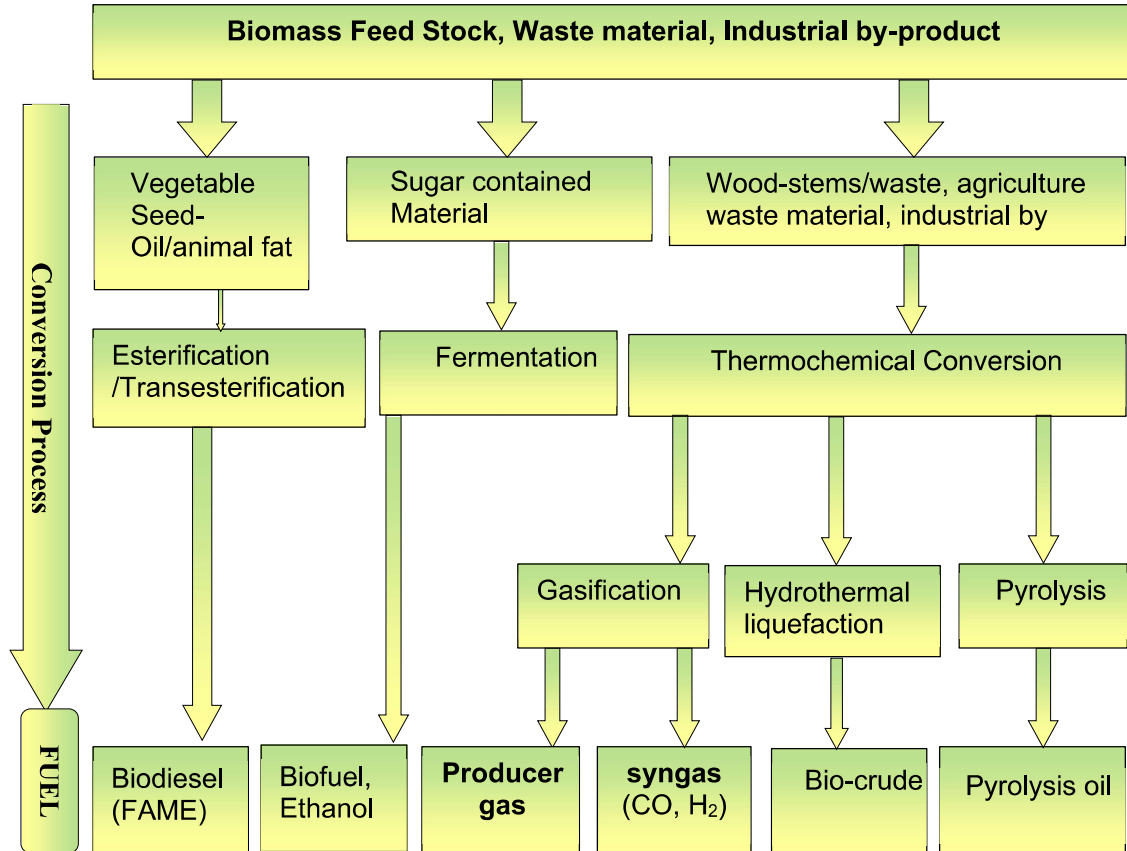 Biomass Feed Stock, Waste material, Industrial by-product
Vegetable
Seed-
Oil/animal fat
Sugar contained
Material
Wood-stems/waste, agriculture
waste material, industrial by
Conversion Process
Esterification
/Transesterification
Fermentation
Thermochemical Conversion
Gasification
Hydrothermal
liquefaction
Pyrolysis
FUEL
Biodiesel
(FAME)
Biofuel,
Ethanol
Producer
gas
syngas
(CO, H₂)
Bio-crude
Pyrolysis oil